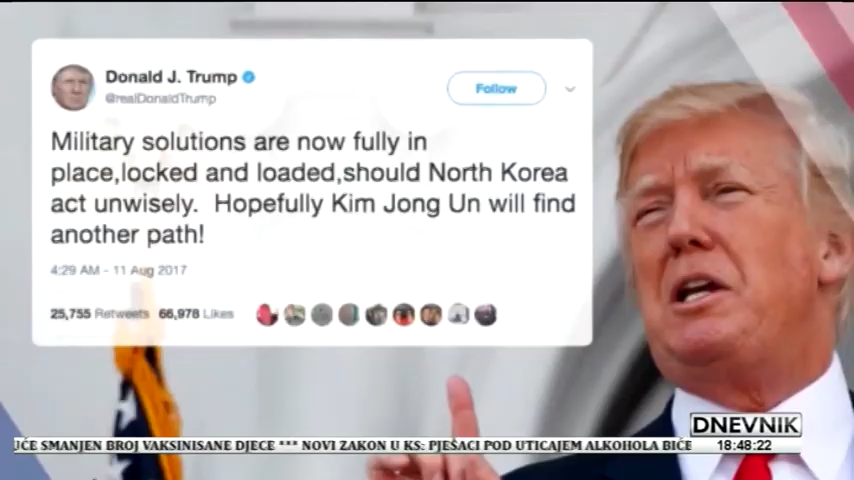 Donald J. Trump
@realDonaldTrump
Follow
Military solutions are now fully in
place,locked and loaded,should North Korea
act unwisely. Hopefully Kim Jong Un will find
another path!
4:29 AM - 11 Aug 2017
25,755 Retweets 66,978 Likes
DNEVNIK
UČE SMANJEN BROJ VAKSINISANE DJECE *** NOVI ZAKON U KS: PJEŠACI POD UTICAJEM ALKOHOLA BIĆE
18:48:22